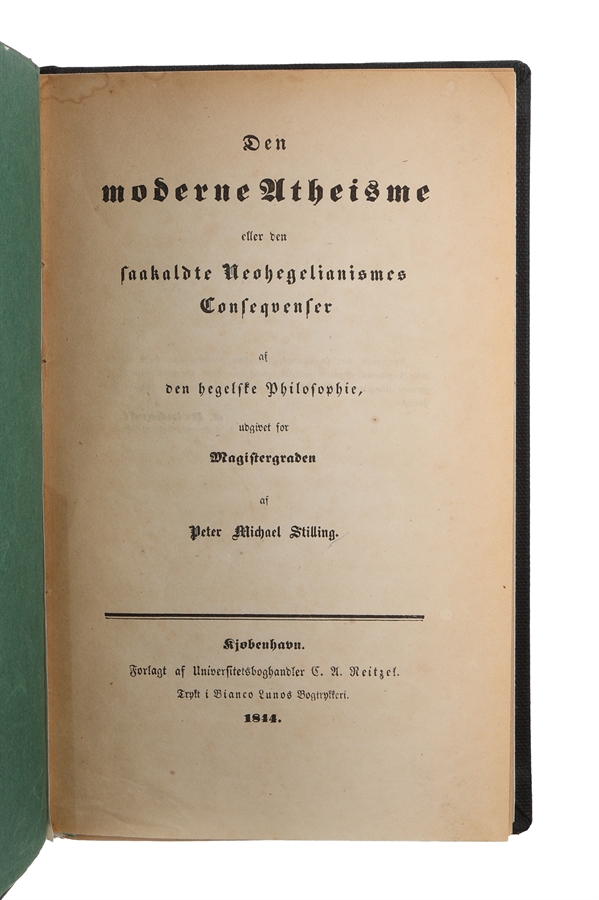 Den
moderne Atheisme
eller den
saakaldte Neohegelianismes
Conseqvenser
af
den hegelske Philosophie,
udgivet for
Magistergraden
af
Peter Michael Stilling.
Kjøbenhavn.
Forlagt af Universitetsboghandler C. A. Reitzel.
Trykt i Bianco Lunos Bogtrykkeri.
1844.